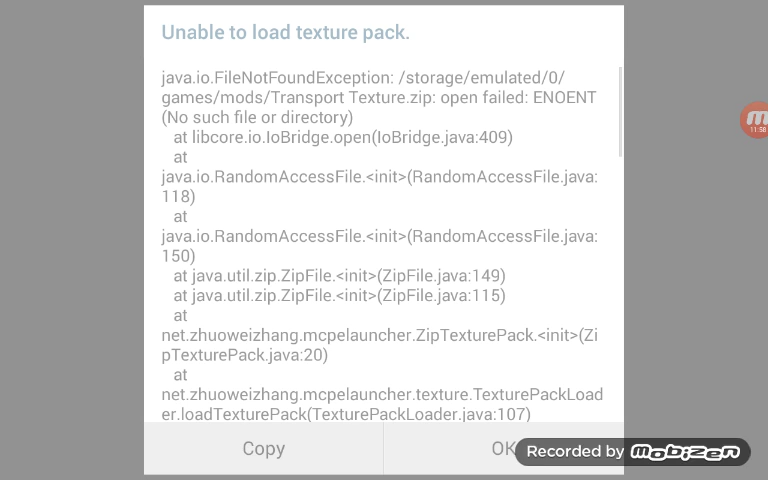 Unable to load texture pack.
java.io.FileNotFoundException: /storage/emulated/0/
games/mods/Transport Texture.zip: open failed: ENOENT
(No such file or directory)
at libcore.io.IoBridge.open(IoBridge.java:409)
at
java.io.RandomAccessFile.<init>(RandomAccessFile.java:
118)
at
java.io.RandomAccessFile.<init>(RandomAccessFile.java:
150)
at java.util.zip.ZipFile.<init>(ZipFile.java:149)
at java.util.zip.ZipFile.<init>(ZipFile.java:115)
at
net.zhuoweizhang.mcpelauncher.ZipTexturePack.<init>(Zi
pTexturePack.java:20)
at
net.zhuoweizhang.mcpelauncher.texture.TexturePackLoad
er.loadTexturePack(TexturePackLoader.java:107)
Copy
OK
Recorded by mobizen
m
11:58